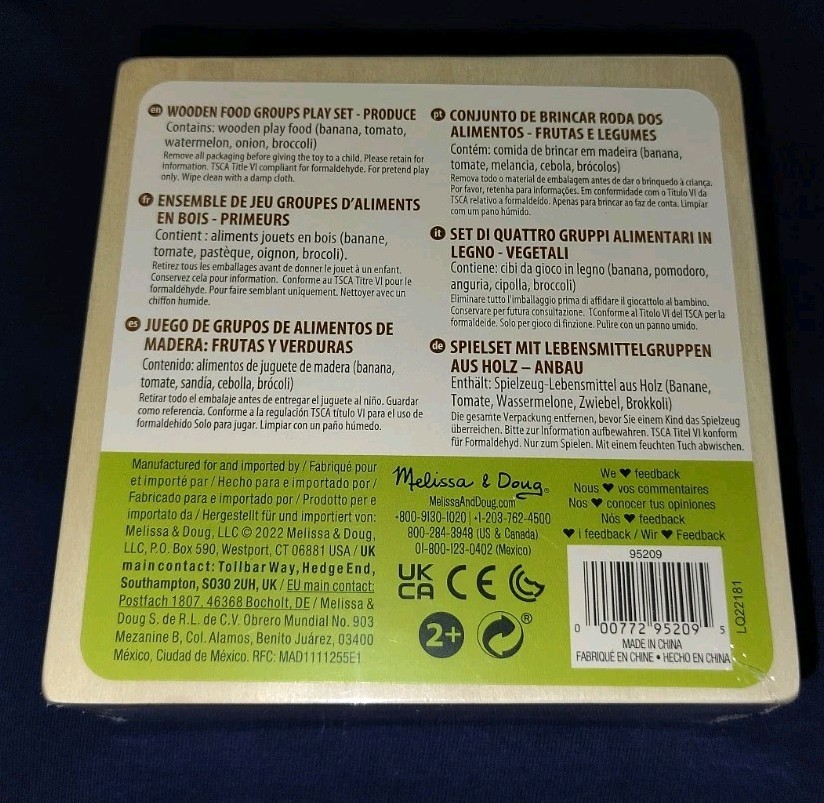 en WOODEN FOOD GROUPS PLAY SET - PRODUCE
Contains: wooden play food (banana, tomato,
watermelon, onion, broccoli)
Remove all packaging before giving the toy to a child. Please retain for
information. TSCA Title VI compliant for formaldehyde. For pretend play
only. Wipe clean with a damp cloth.
fr ENSEMBLE DE JEU GROUPES D'ALIMENTS
EN BOIS - PRIMEURS
Contient : aliments jouets en bois (banane,
tomate, pastèque, oignon, brocoli).
Retirez tous les emballages avant de donner le jouet à un enfant.
Conservez cela pour information. Conforme au TSCA Titre VI pour le
formaldéhyde. Pour faire semblant uniquement. Nettoyer avec un
chiffon humide.
es JUEGO DE GRUPOS DE ALIMENTOS DE
MADERA: FRUTAS Y VERDURAS
Contenido: alimentos de juguete de madera (banana,
tomate, sandía, cebolla, brócoli)
Retirar todo el embalaje antes de entregar el juguete al niño. Guardar
como referencia. Conforme a la regulación TSCA título VI para el uso de
formaldehido Solo para jugar. Limpiar con un paño húmedo.
pt CONJUNTO DE BRINCAR RODA DOS
ALIMENTOS - FRUTAS E LEGUMES
Contém: comida de brincar em madeira (banana,
tomate, melancia, cebola, brócolos)
Remova todo o material de embalagem antes de dar o brinquedo à criança.
Por favor, retenha para informações. Em conformidade com o Título VI da
TSCA relativo a formaldeído. Apenas para brincar ao faz de conta. Limpiar
com um pano húmido.
it SET DI QUATTRO GRUPPI ALIMENTARI IN
LEGNO - VEGETALI
Contiene: cibi da gioco in legno (banana, pomodoro,
anguria, cipolla, broccoli)
Eliminare tutto l'imballaggio prima di affidare il giocattolo al bambino.
Conservare per futura consultazione. TConforme al Titolo VI del TSCA per la
formaldeide. Solo per gioco di finzione. Pulire con un panno umido.
de SPIELSET MIT LEBENSMITTELGRUPPEN
AUS HOLZ – ANBAU
Enthält: Spielzeug-Lebensmittel aus Holz (Banane,
Tomate, Wassermelone, Zwiebel, Brokkoli)
Die gesamte Verpackung entfernen, bevor Sie einem Kind das Spielzeug
überreichen. Bitte zur Information aufbewahren. TSCA Titel VI konform
für Formaldehyd. Nur zum Spielen. Mit einem feuchten Tuch abwischen.
Manufactured for and imported by / Fabriqué pour
et importé par / Hecho para e importado por /
Fabricado para e importado por / Prodotto per e
importato da / Hergestellt für und importiert von:
Melissa & Doug, LLC © 2022 Melissa & Doug,
LLC, P.O. Box 590, Westport, CT 06881 USA / UK
main contact: Tollbar Way, Hedge End,
Southampton, SO30 2UH, UK / EU main contact:
Postfach 1807, 46368 Bocholt, DE / Melissa &
Doug S. de R.L. de C.V. Obrero Mundial No. 903
Mezanine B, Col. Alamos, Benito Juárez, 03400
México, Ciudad de México. RFC: MAD1111255E1
Melissa & Doug®
MelissaAndDoug.com
+800-9130-1020 | +1-203-762-4500
800-284-3948 (US & Canada)
01-800-123-0402 (Mexico)
UK
CA CE
2+ ®
We ♥ feedback
Nous ♥ vos commentaires
Nos ♥ conocer tus opiniones
Nós ♥ feedback
♥ i feedback / Wir ♥ Feedback
95209
0 00772 95209 5
MADE IN CHINA
FABRIQUÉ EN CHINE • HECHO EN CHINA
LQ22181